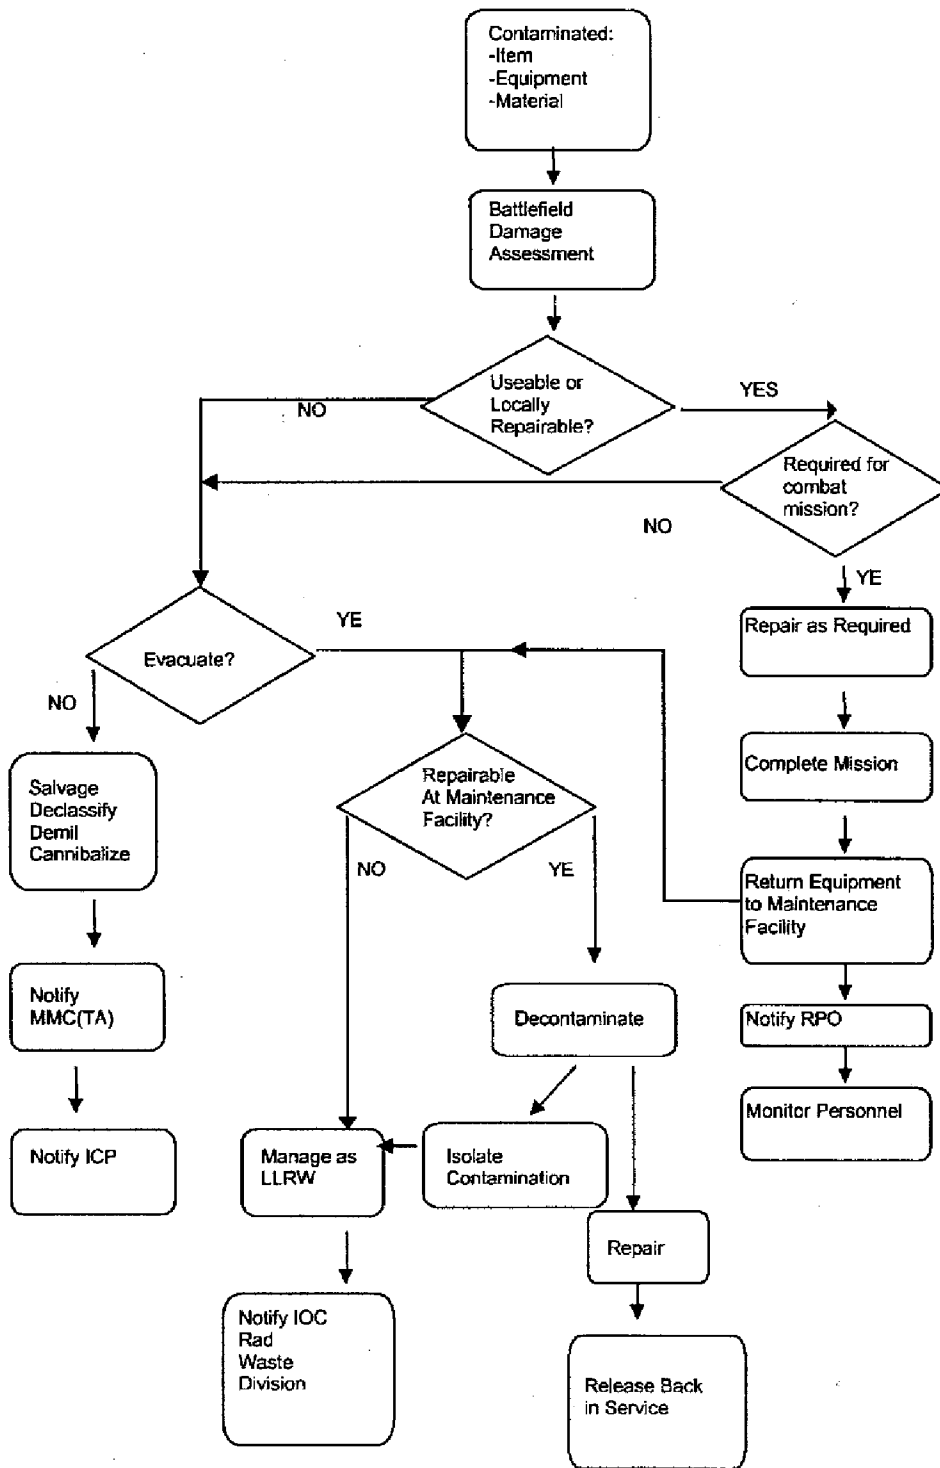 Contaminated:
-Item
-Equipment
-Material
Battlefield
Damage
Assessment
Useable or
Locally
Repairable?
NO
YES
Required for
combat
mission?
NO
YE
Repair as Required
Evacuate?
YE
NO
Complete Mission
Salvage
Declassify
Demil
Cannibalize
Repairable
At Maintenance
Facility?
NO
YE
Return Equipment
to Maintenance
Facility
Notify
MMC(TA)
Decontaminate
Notify RPO
Monitor Personnel
Notify ICP
Manage as
LLRW
Isolate
Contamination
Repair
Notify IOC
Rad
Waste
Division
Release Back
in Service